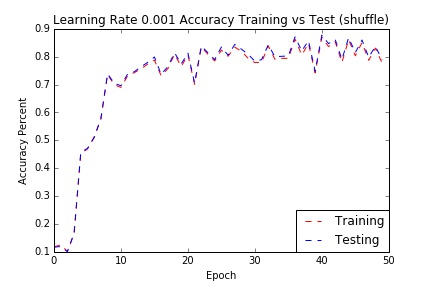 Learning Rate 0.001 Accuracy Training vs Test (shuffle)
0.9
0.8
0.7
0.6
0.5
0.4
0.3
0.2
0.1
Accuracy Percent
Training
Testing
0 10 20 30 40 50
Epoch